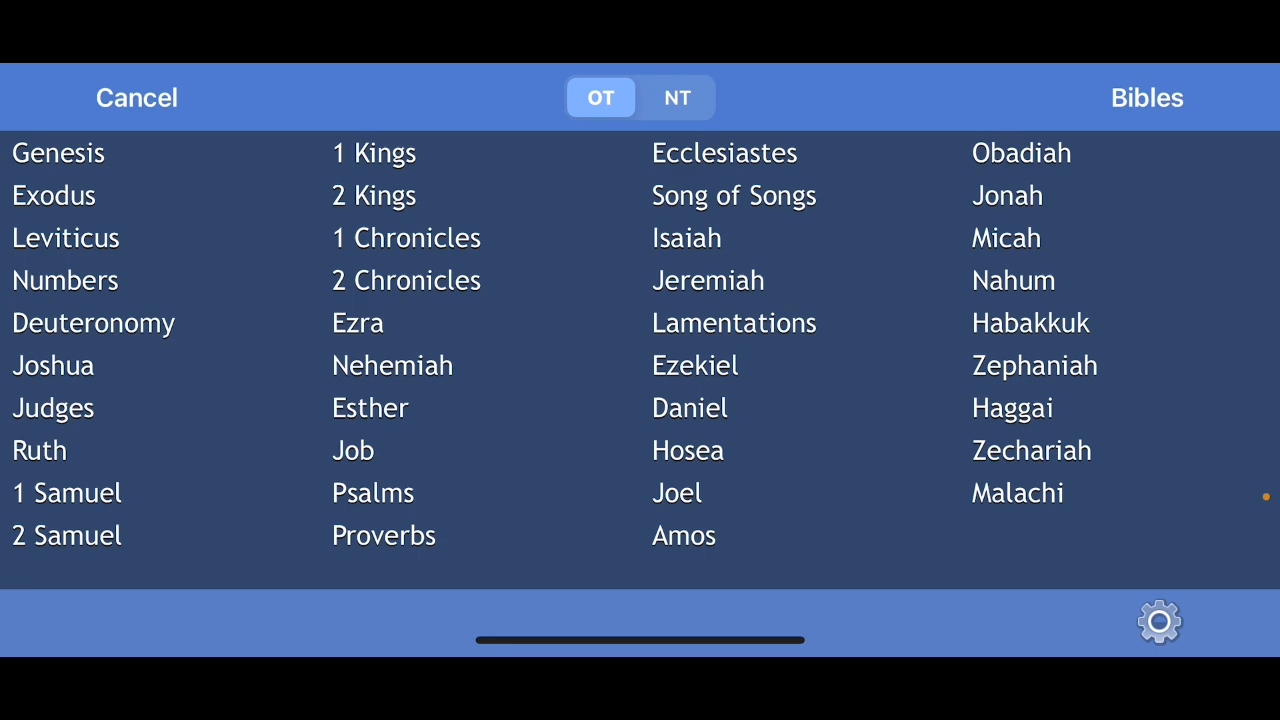 Cancel
OT
NT
Bibles
Genesis
Exodus
Leviticus
Numbers
Deuteronomy
Joshua
Judges
Ruth
1 Samuel
2 Samuel
1 Kings
2 Kings
1 Chronicles
2 Chronicles
Ezra
Nehemiah
Esther
Job
Psalms
Proverbs
Ecclesiastes
Song of Songs
Isaiah
Jeremiah
Lamentations
Ezekiel
Daniel
Hosea
Joel
Amos
Obadiah
Jonah
Micah
Nahum
Habakkuk
Zephaniah
Haggai
Zechariah
Malachi